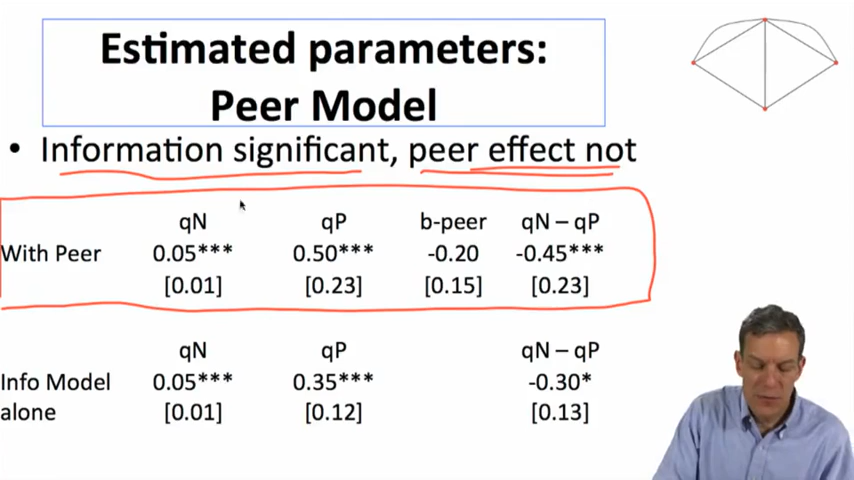 Estimated parameters:
Peer Model
• Information significant, peer effect not
qN qP b-peer qN – qP
With Peer 0.05*** 0.50*** -0.20 -0.45***
[0.01] [0.23] [0.15] [0.23]
qN qP qN – qP
Info Model 0.05*** 0.35*** -0.30*
alone [0.01] [0.12] [0.13]